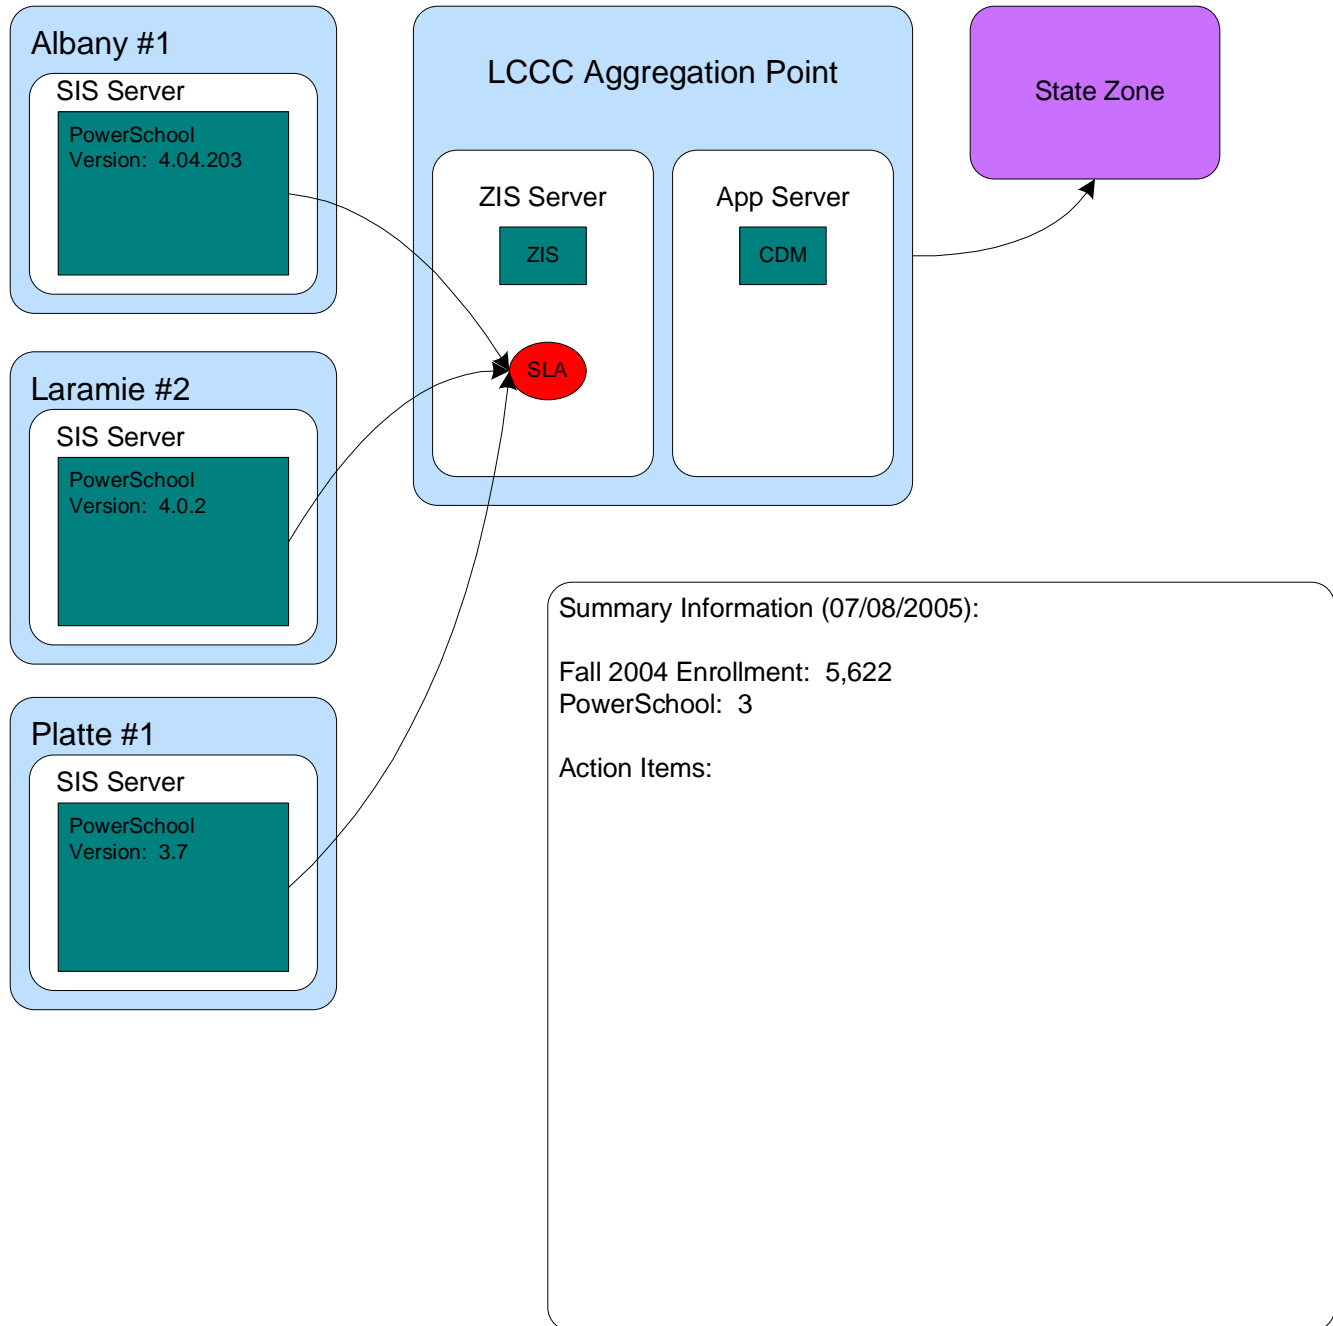 Albany #1
SIS Server
PowerSchool
Version:  4.04.203
Laramie #2
SIS Server
PowerSchool
Version:  4.0.2
Platte #1
SIS Server
PowerSchool
Version:  3.7
LCCC Aggregation Point
ZIS Server
ZIS
SLA
App Server
CDM
State Zone
Summary Information (07/08/2005):
Fall 2004 Enrollment:  5,622
PowerSchool:  3
Action Items: